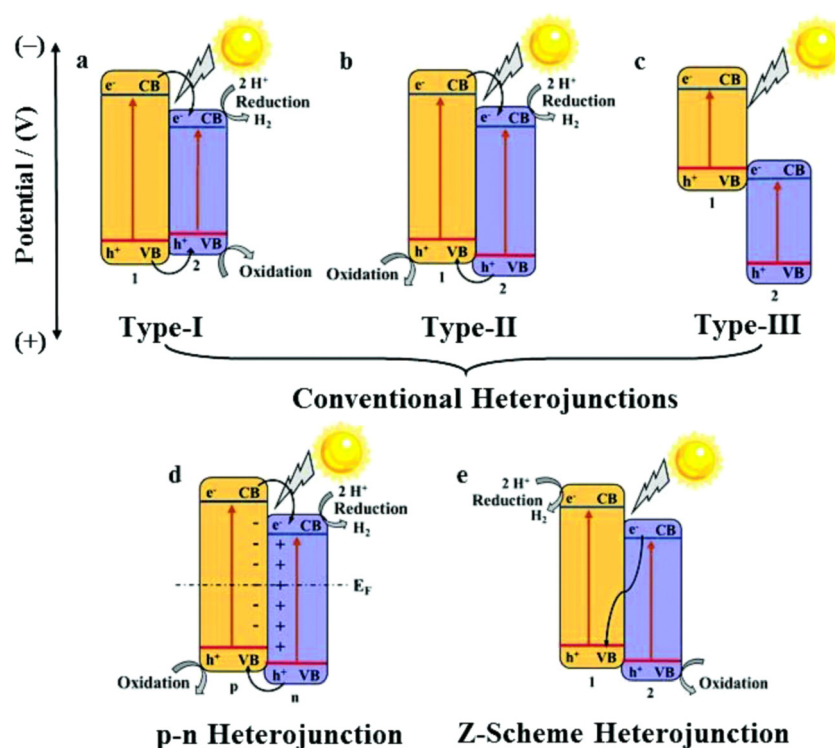 (–)
Potential / (V)
(+)
a
e⁻ CB
h⁺ VB
1
e⁻ CB
h⁺ VB
2
2 H⁺
Reduction
H₂
Oxidation
Type-I
b
e⁻ CB
h⁺ VB
1
e⁻ CB
h⁺ VB
2
2 H⁺
Reduction
H₂
Oxidation
Type-II
c
e⁻ CB
h⁺ VB
1
e⁻ CB
h⁺ VB
2
Type-III
Conventional Heterojunctions
d
e⁻ CB
-
-
-
-
-
-
h⁺ VB
p
e⁻ CB
+
+
+
+
+
+
h⁺
n
2 H⁺
Reduction
H₂
E_F
Oxidation
p-n Heterojunction
e
2 H⁺
Reduction
H₂
e⁻ CB
h⁺ VB
1
e⁻ CB
h⁺ VB
2
Oxidation
Z-Scheme Heterojunction